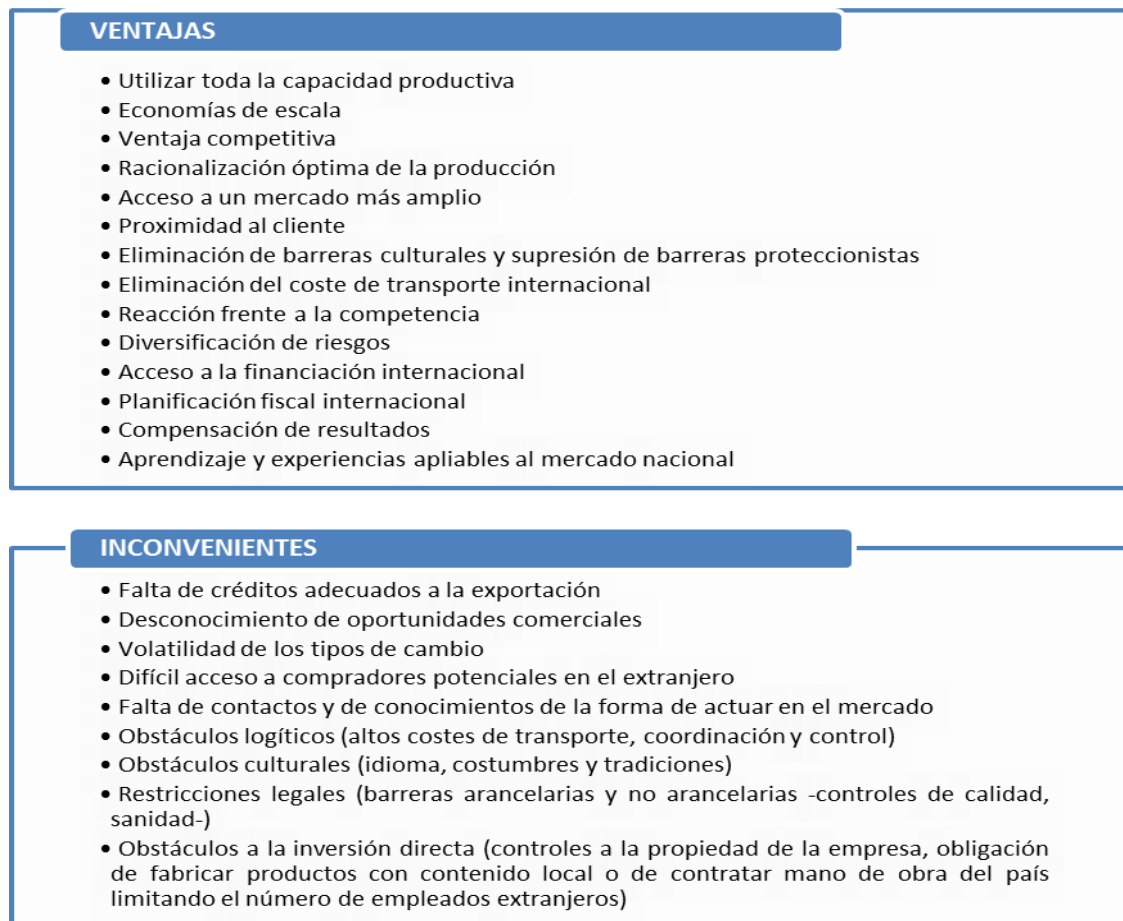 VENTAJAS
• Utilizar toda la capacidad productiva
• Economías de escala
• Ventaja competitiva
• Racionalización óptima de la producción
• Acceso a un mercado más amplio
• Proximidad al cliente
• Eliminación de barreras culturales y supresión de barreras proteccionistas
• Eliminación del coste de transporte internacional
• Reacción frente a la competencia
• Diversificación de riesgos
• Acceso a la financiación internacional
• Planificación fiscal internacional
• Compensación de resultados
• Aprendizaje y experiencias apliables al mercado nacional
INCONVENIENTES
• Falta de créditos adecuados a la exportación
• Desconocimiento de oportunidades comerciales
• Volatilidad de los tipos de cambio
• Difícil acceso a compradores potenciales en el extranjero
• Falta de contactos y de conocimientos de la forma de actuar en el mercado
• Obstáculos logíticos (altos costes de transporte, coordinación y control)
• Obstáculos culturales (idioma, costumbres y tradiciones)
• Restricciones legales (barreras arancelarias y no arancelarias -controles de calidad,
sanidad-)
• Obstáculos a la inversión directa (controles a la propiedad de la empresa, obligación
de fabricar productos con contenido local o de contratar mano de obra del país
limitando el número de empleados extranjeros)